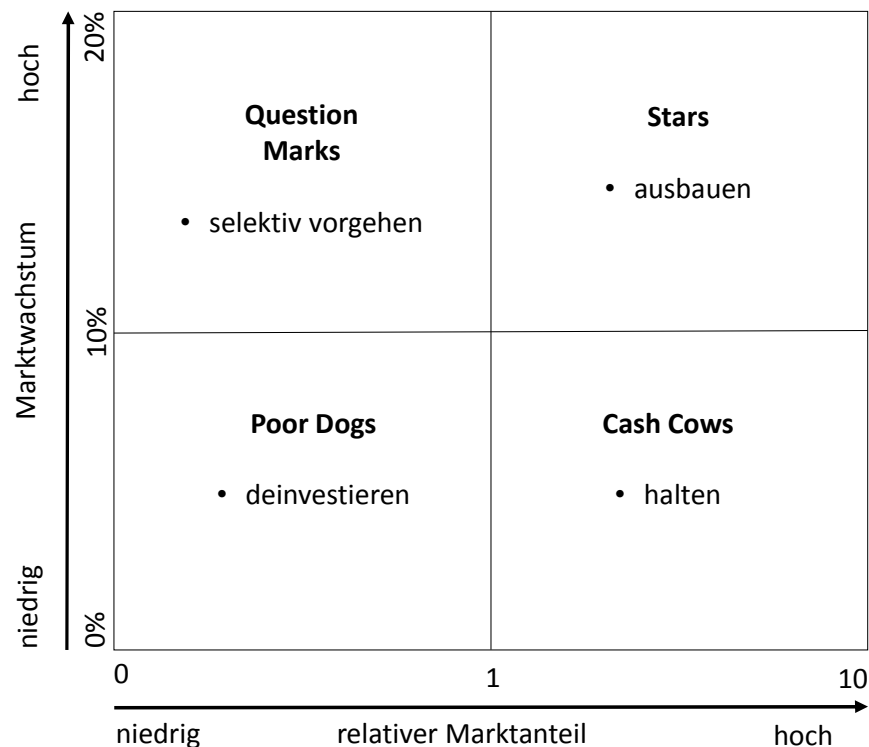 20%
hoch
Question
Marks
Stars
• ausbauen
• selektiv vorgehen
Marktwachstum
10%
Poor Dogs
Cash Cows
• deinvestieren
• halten
niedrig
0%
0
1
10
niedrig
relativer Marktanteil
hoch